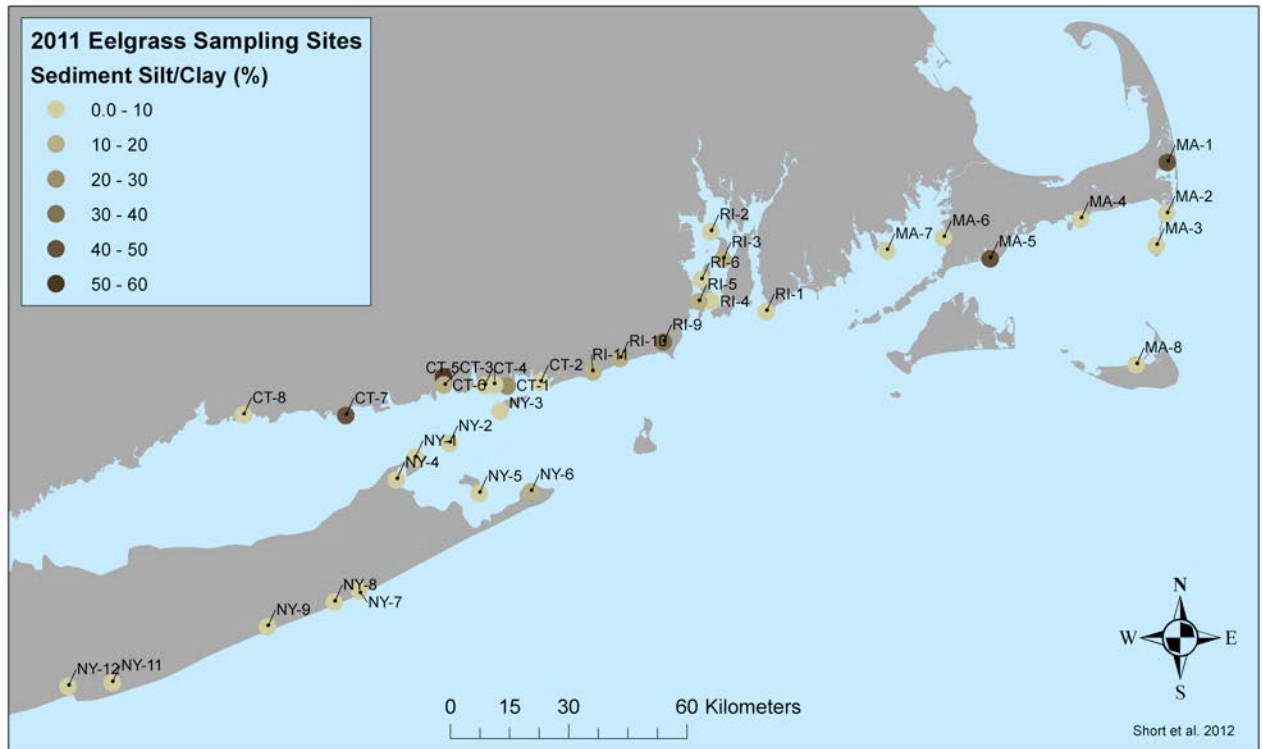 2011 Eelgrass Sampling Sites
Sediment Silt/Clay (%)
0.0 - 10
10 - 20
20 - 30
30 - 40
40 - 50
50 - 60
MA-1
MA-2
MA-4
MA-3
MA-6
MA-7
MA-5
MA-8
RI-2
RI-3
RI-6
RI-5
RI-4
RI-1
RI-9
RI-10
RI-11
CT-5
CT-3
CT-4
CT-2
CT-6
CT-1
CT-8
CT-7
NY-3
NY-2
NY-1
NY-4
NY-5
NY-6
NY-8
NY-7
NY-9
NY-12
NY-11
N
W
E
S
0 15 30 60 Kilometers
Short et al. 2012